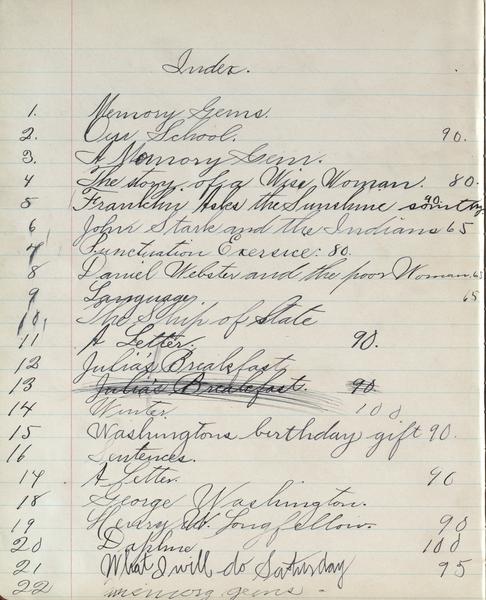 Index.
1. Memory Gems.
2. Our School. 90.
3. A Memory Gem.
4 The story of a Wise Woman. 80.
5 Franklin Asks the Sunshine 90.
6 John Stark and the Indians 65
7 Punctuation Exersice: 80.
8 Daniel Webster and the poor Woman. 65
9 Language. 65
10 The Ship of State
11 A Letter. 90.
12 Julia's Breakfast
13 Julia's Breakfast. 90
14 Winter 100
15 Washingtons birthday gift 90.
16 Sentences.
17 A Letter. 90
18 George Washington.
19 Henry W. Longfellow. 90
20 Daphne 100
21 What I will do Saturday 95
22 memory gems